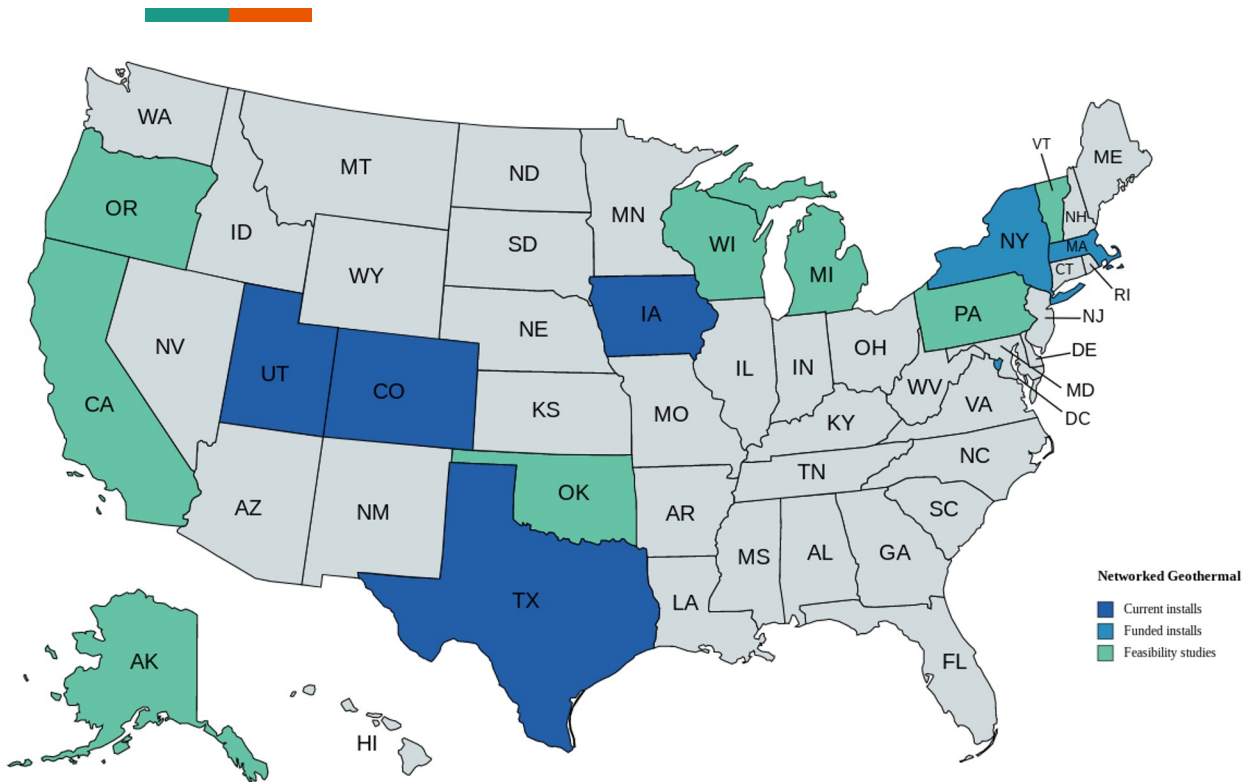 WA
MT
ND
MN
VT
ME
OR
ID
SD
WI
NH
NY
MA
WY
MI
CT
RI
IA
PA
NJ
NV
NE
OH
DE
UT
CO
IL
IN
WV
MD
CA
KS
MO
KY
VA
DC
NC
TN
AZ
NM
OK
AR
SC
MS
AL
GA
TX
LA
FL
AK
HI
Networked Geothermal
Current installs
Funded installs
Feasibility studies